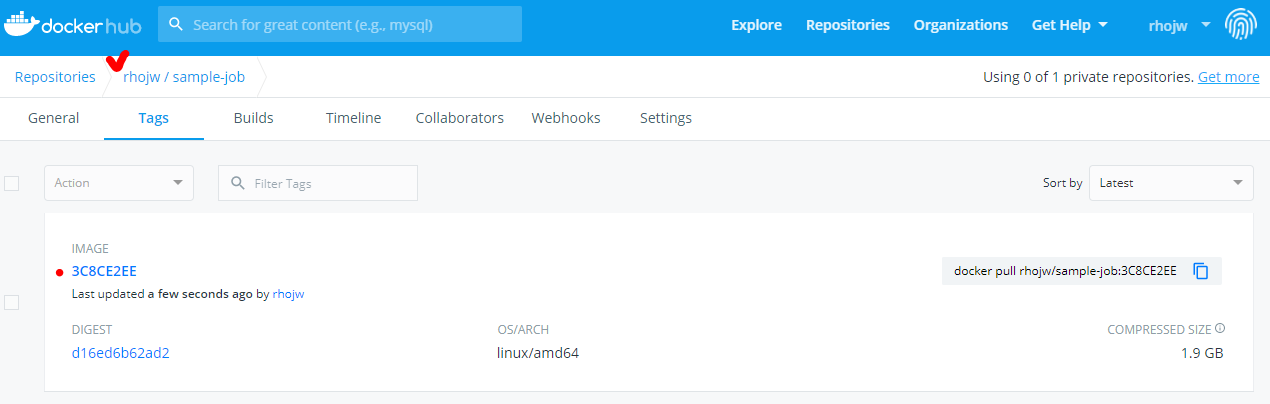 dockerhub Search for great content (e.g., mysql) Explore Repositories Organizations Get Help rhojw
Repositories rhojw / sample-job Using 0 of 1 private repositories. Get more
General Tags Builds Timeline Collaborators Webhooks Settings
Action Filter Tags Sort by Latest
IMAGE
3C8CE2EE docker pull rhojw/sample-job:3C8CE2EE
Last updated a few seconds ago by rhojw
DIGEST OS/ARCH COMPRESSED SIZE
d16ed6b62ad2 linux/amd64 1.9 GB